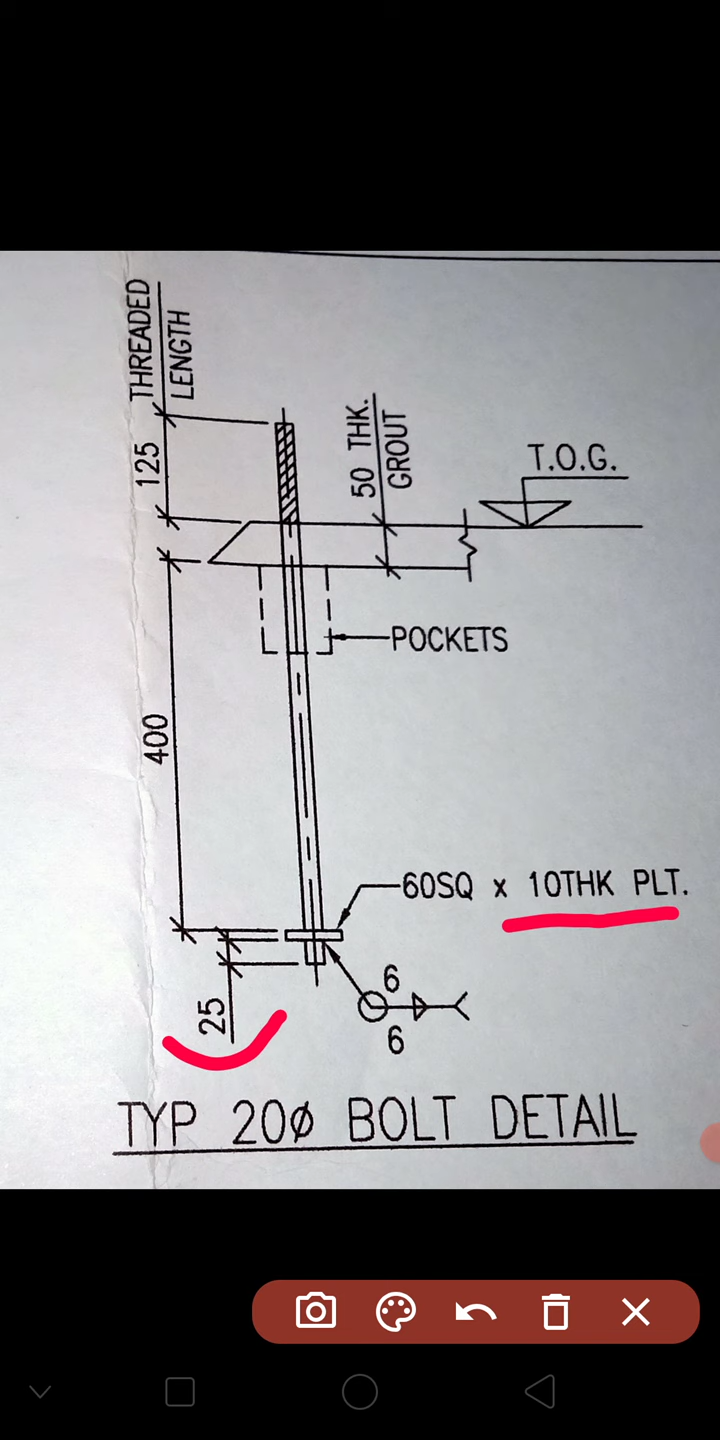 THREADED
LENGTH
125
50 THK.
GROUT
T.O.G.
POCKETS
400
60SQ x 10THK PLT.
6
6
25
TYP 20ø BOLT DETAIL